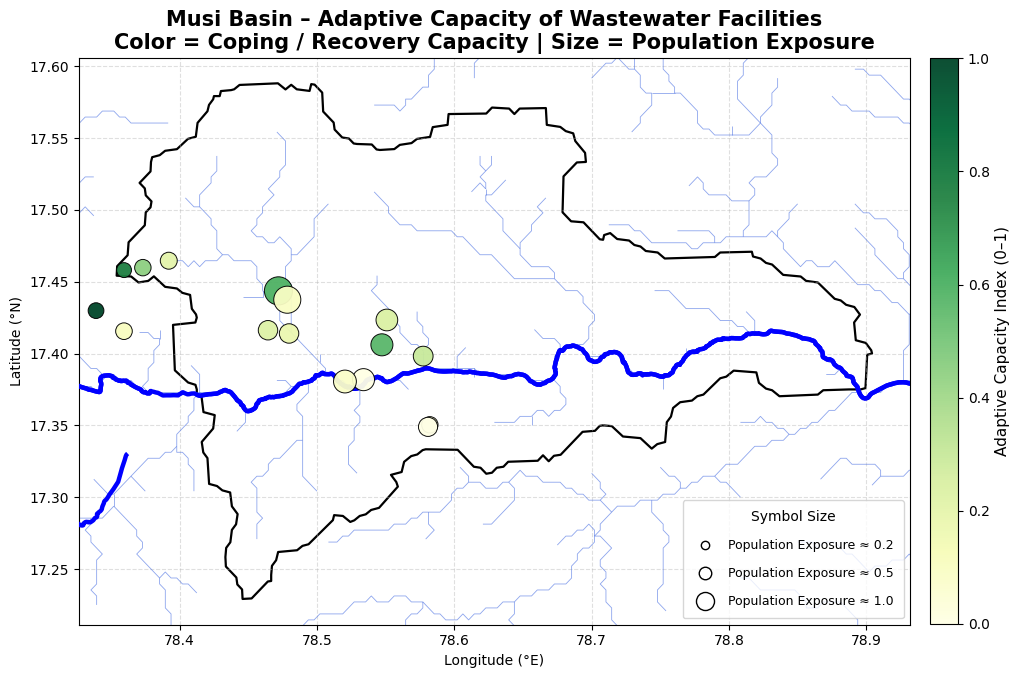 Musi Basin – Adaptive Capacity of Wastewater Facilities
Color = Coping / Recovery Capacity | Size = Population Exposure
17.60
17.55
17.50
17.45
17.40
17.35
17.30
17.25
Latitude (°N)
78.4
78.5
78.6
78.7
78.8
78.9
Longitude (°E)
Symbol Size
Population Exposure ≈ 0.2
Population Exposure ≈ 0.5
Population Exposure ≈ 1.0
1.0
0.8
0.6
0.4
0.2
0.0
Adaptive Capacity Index (0–1)